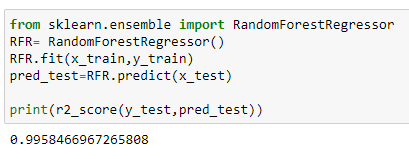 from sklearn.ensemble import RandomForestRegressor
RFR= RandomForestRegressor()
RFR.fit(x_train,y_train)
pred_test=RFR.predict(x_test)
print(r2_score(y_test,pred_test))
0.9958466967265808